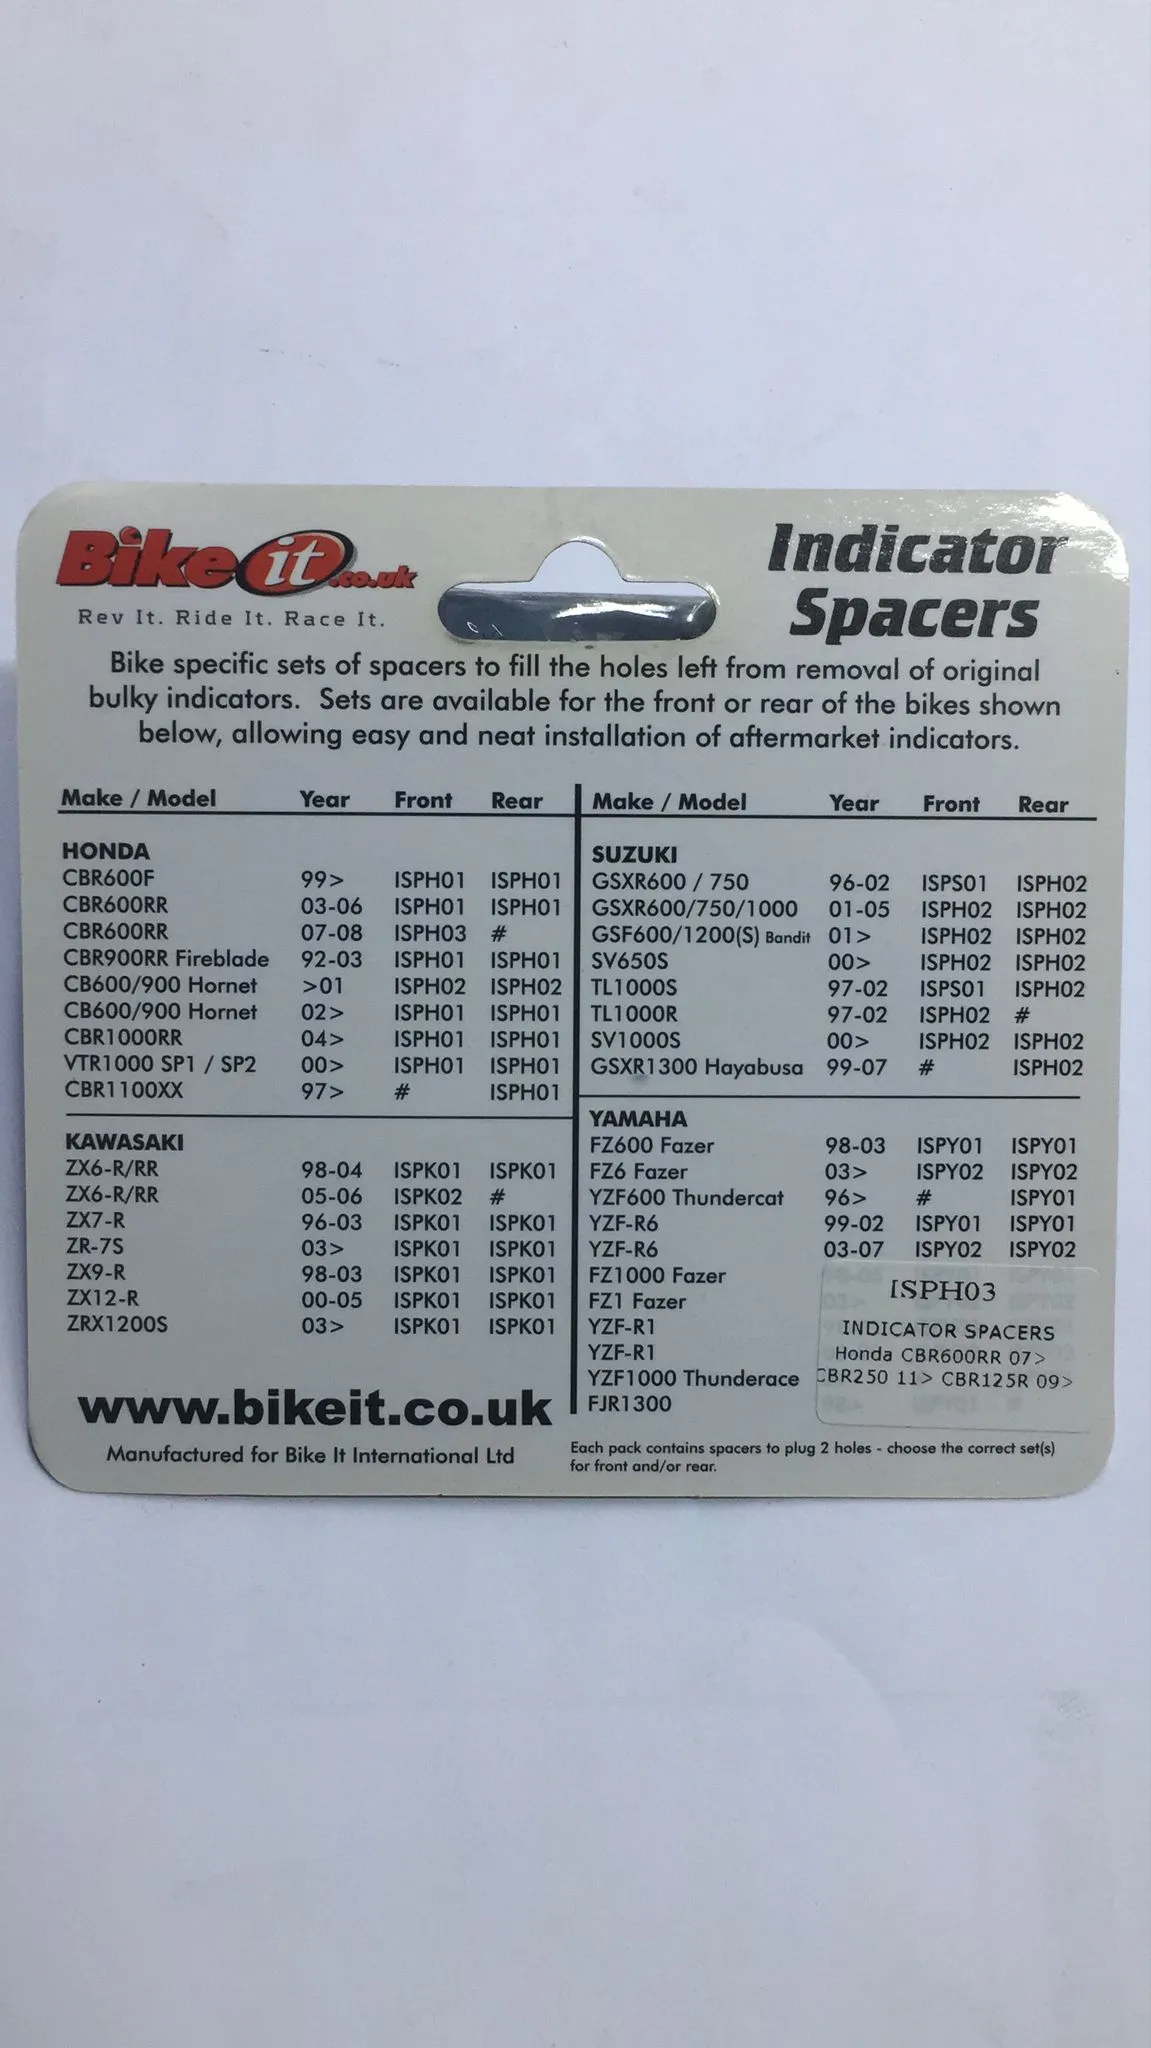 Bike it .co.uk
Rev It. Ride It. Race It.
Indicator
Spacers
Bike specific sets of spacers to fill the holes left from removal of original
bulky indicators. Sets are available for the front or rear of the bikes shown
below, allowing easy and neat installation of aftermarket indicators.
Make / Model Year Front Rear
HONDA
CBR600F 99> ISPH01 ISPH01
CBR600RR 03-06 ISPH01 ISPH01
CBR600RR 07-08 ISPH03 #
CBR900RR Fireblade 92-03 ISPH01 ISPH01
CB600/900 Hornet >01 ISPH02 ISPH02
CB600/900 Hornet 02> ISPH01 ISPH01
CBR1000RR 04> ISPH01 ISPH01
VTR1000 SP1 / SP2 00> ISPH01 ISPH01
CBR1100XX 97> # ISPH01
KAWASAKI
ZX6-R/RR 98-04 ISPK01 ISPK01
ZX6-R/RR 05-06 ISPK02 #
ZX7-R 96-03 ISPK01 ISPK01
ZR-7S 03> ISPK01 ISPK01
ZX9-R 98-03 ISPK01 ISPK01
ZX12-R 00-05 ISPK01 ISPK01
ZRX1200S 03> ISPK01 ISPK01
www.bikeit.co.uk
Manufactured for Bike It International Ltd
Make / Model Year Front Rear
SUZUKI
GSXR600 / 750 96-02 ISPS01 ISPH02
GSXR600/750/1000 01-05 ISPH02 ISPH02
GSF600/1200(S) Bandit 01> ISPH02 ISPH02
SV650S 00> ISPH02 ISPH02
TL1000S 97-02 ISPS01 ISPH02
TL1000R 97-02 ISPH02 #
SV1000S 00> ISPH02 ISPH02
GSXR1300 Hayabusa 99-07 # ISPH02
YAMAHA
FZ600 Fazer 98-03 ISPY01 ISPY01
FZ6 Fazer 03> ISPY02 ISPY02
YZF600 Thundercat 96> # ISPY01
YZF-R6 99-02 ISPY01 ISPY01
YZF-R6 03-07 ISPY02 ISPY02
FZ1000 Fazer
FZ1 Fazer
YZF-R1
YZF-R1
YZF1000 Thunderace
FJR1300
ISPH03
INDICATOR SPACERS
Honda CBR600RR 07>
CBR250 11> CBR125R 09>
Each pack contains spacers to plug 2 holes - choose the correct set(s)
for front and/or rear.